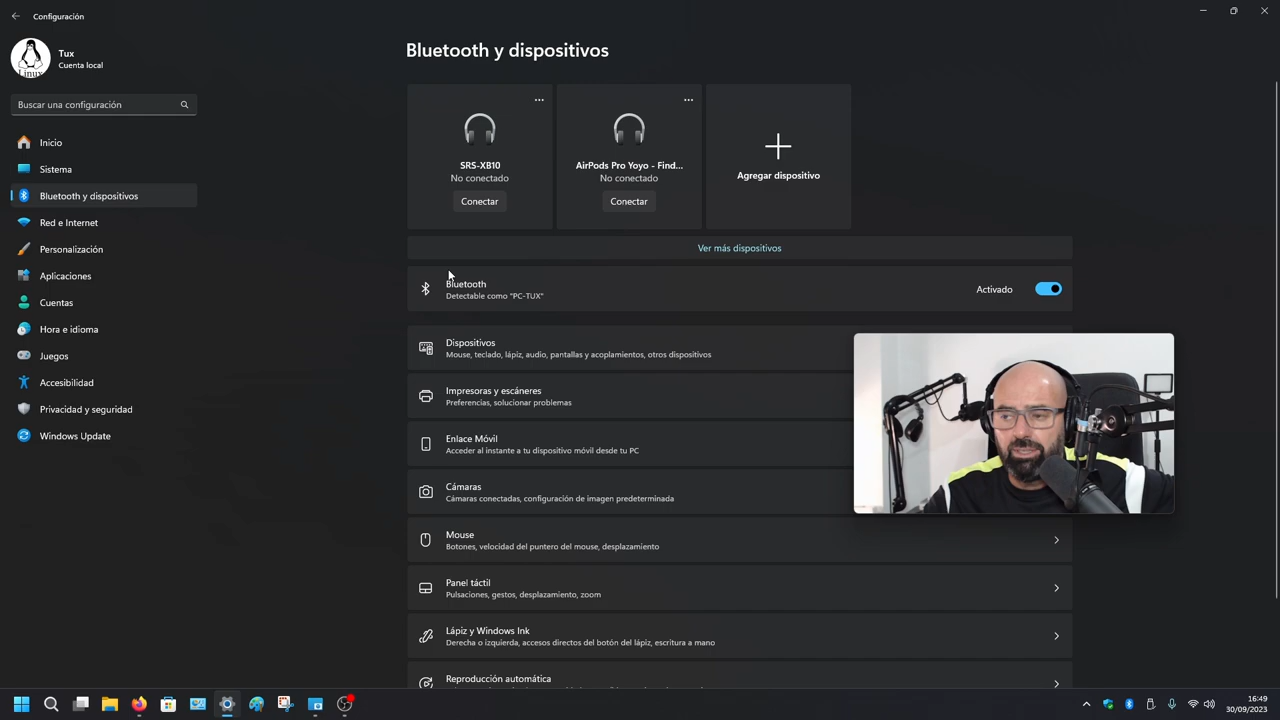 Configuración
Tux
Cuenta local
Linux
Buscar una configuración
Inicio
Sistema
Bluetooth y dispositivos
Red e Internet
Personalización
Aplicaciones
Cuentas
Hora e idioma
Juegos
Accesibilidad
Privacidad y seguridad
Windows Update
Bluetooth y dispositivos
SRS-XB10
No conectado
Conectar
AirPods Pro Yoyo - Find...
No conectado
Conectar
Agregar dispositivo
Ver más dispositivos
Bluetooth
Detectable como "PC-TUX"
Activado
Dispositivos
Mouse, teclado, lápiz, audio, pantallas y acoplamientos, otros dispositivos
Impresoras y escáneres
Preferencias, solucionar problemas
Enlace Móvil
Acceder al instante a tu dispositivo móvil desde tu PC
Cámaras
Cámaras conectadas, configuración de imagen predeterminada
Mouse
Botones, velocidad del puntero del mouse, desplazamiento
Panel táctil
Pulsaciones, gestos, desplazamiento, zoom
Lápiz y Windows Ink
Derecha o izquierda, accesos directos del botón del lápiz, escritura a mano
Reproducción automática
16:49
30/09/2023